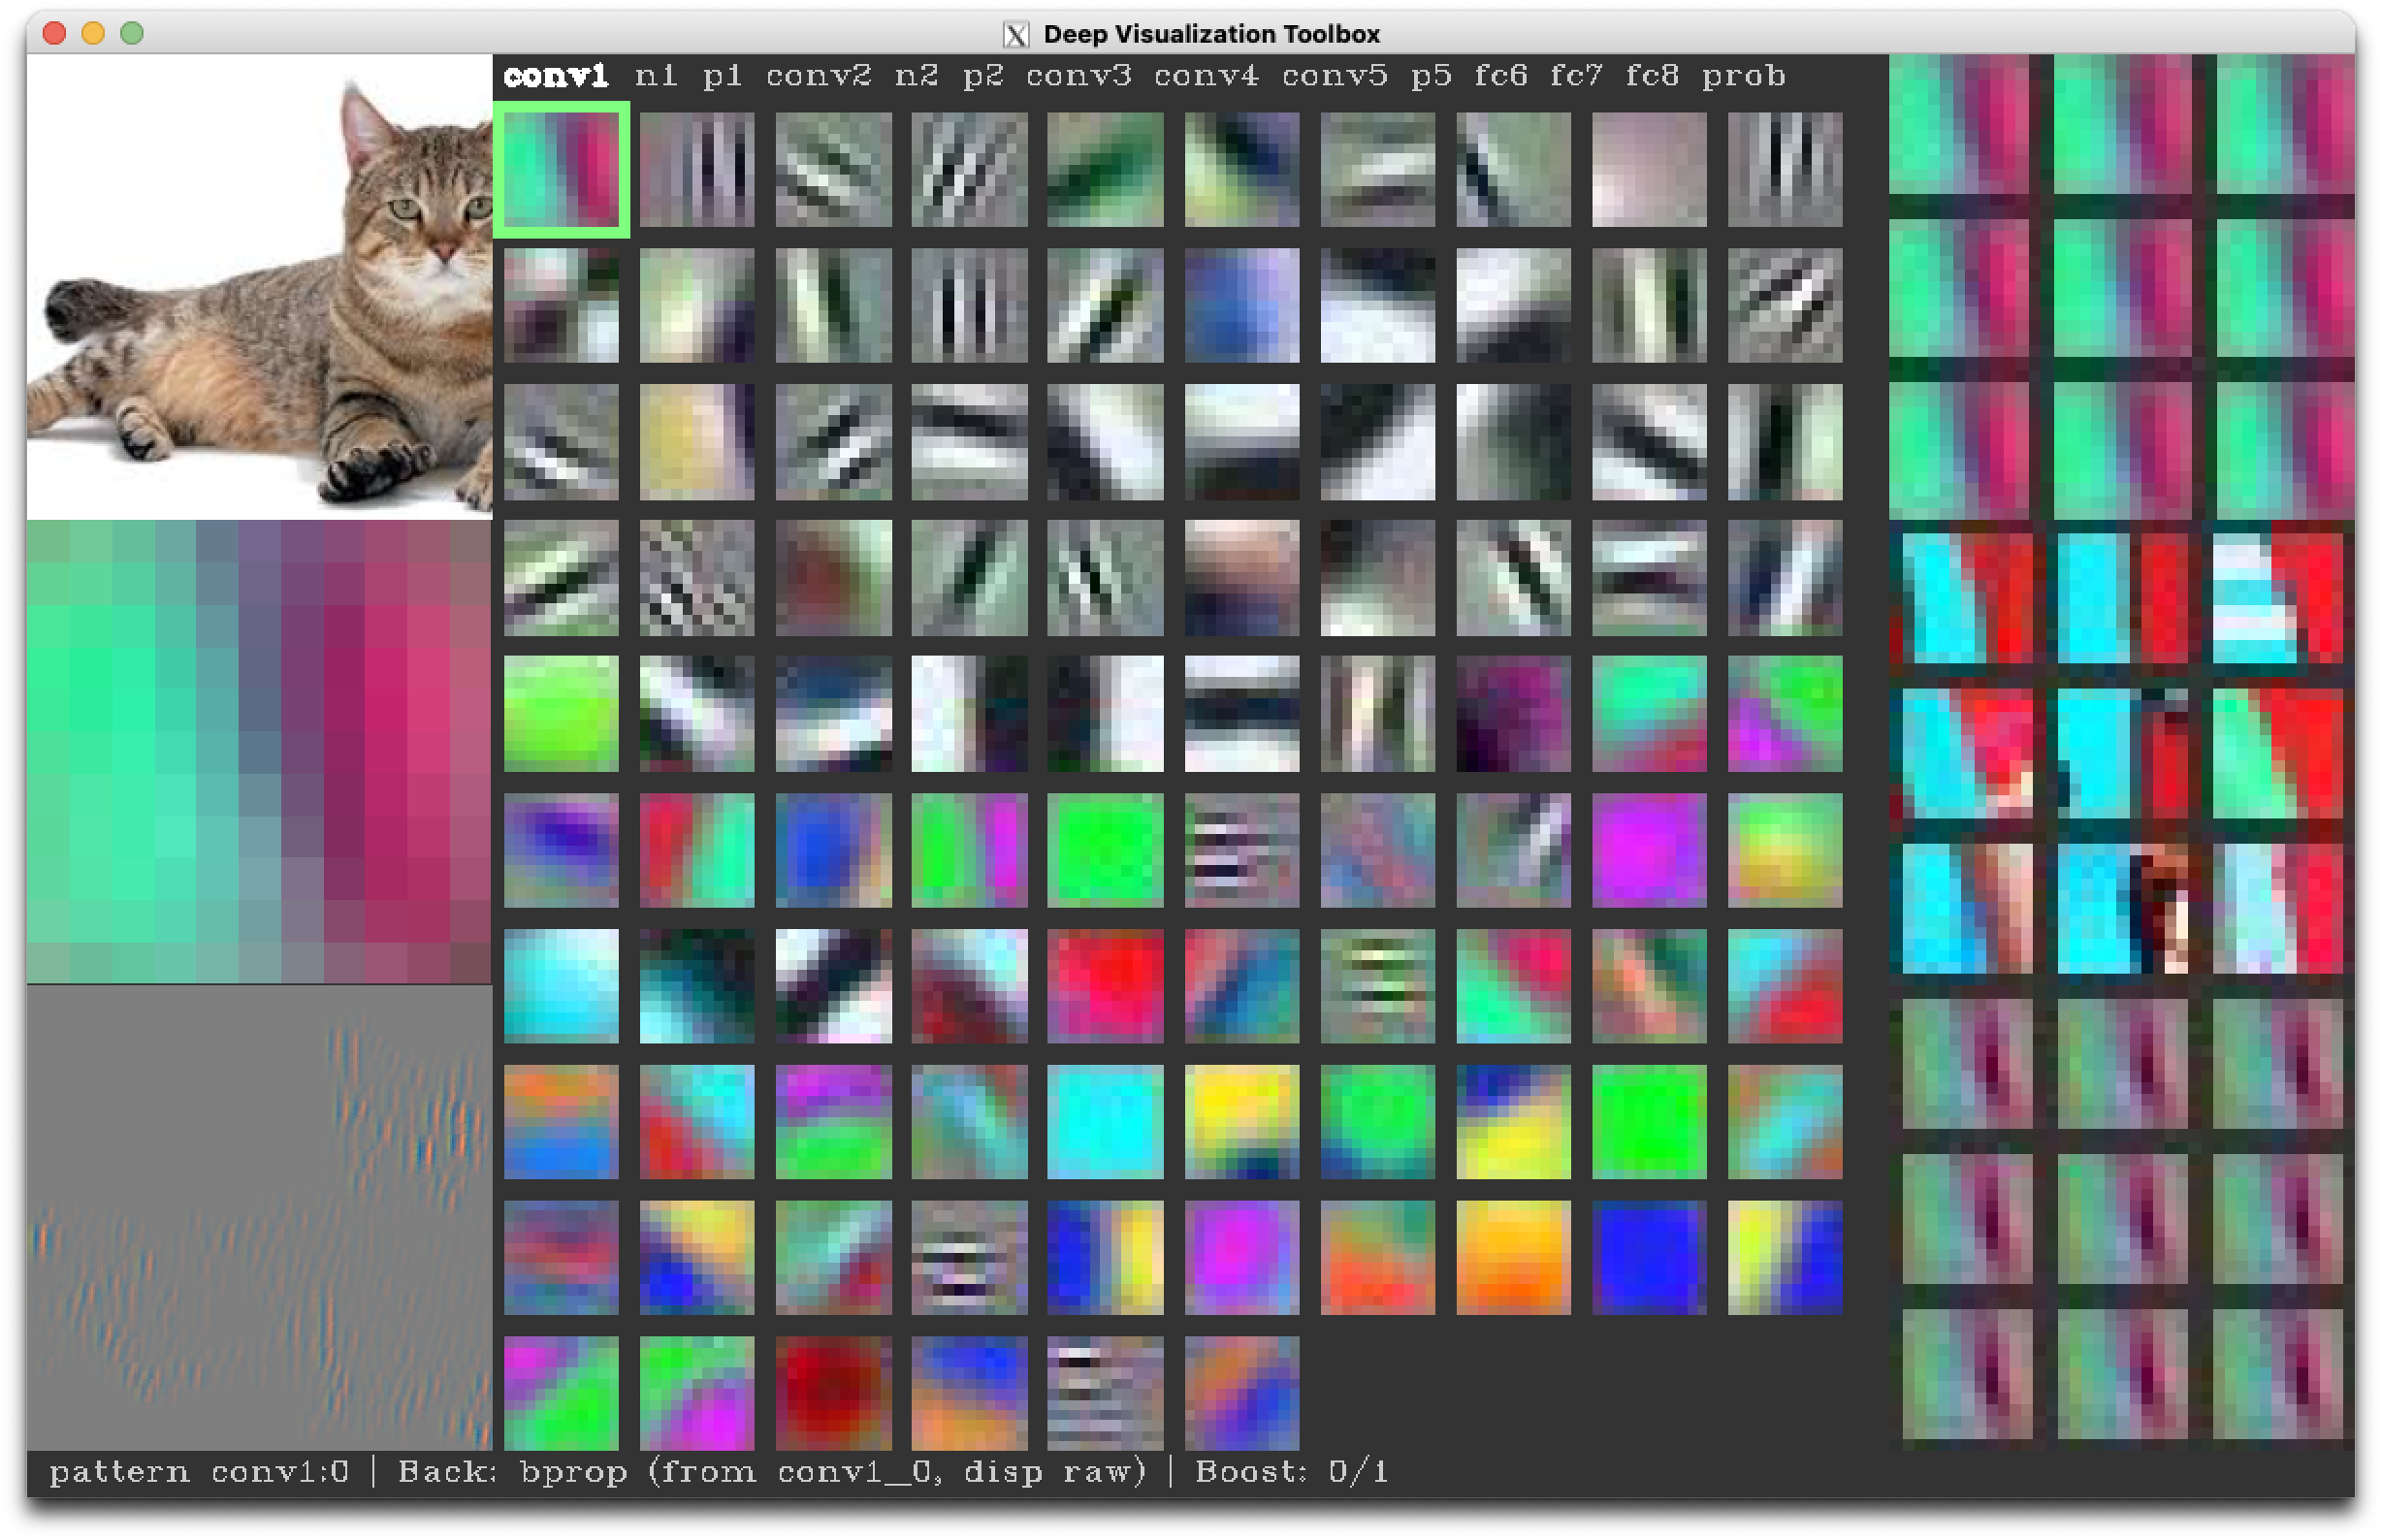 Deep Visualization Toolbox
conv1 n1 p1 conv2 n2 p2 conv3 conv4 conv5 p5 fc6 fc7 fc8 prob
pattern conv1:0 | Back: bprop (from conv1_0, disp raw) | Boost: 0/1